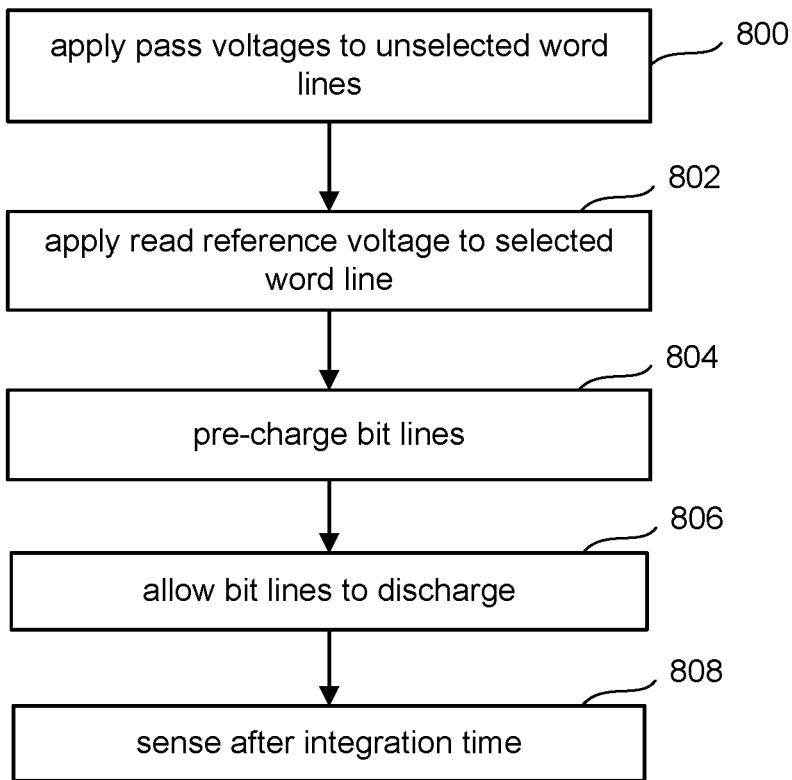 apply pass voltages to unselected word
lines
800
apply read reference voltage to selected
word line
802
pre-charge bit lines
804
allow bit lines to discharge
806
sense after integration time
808